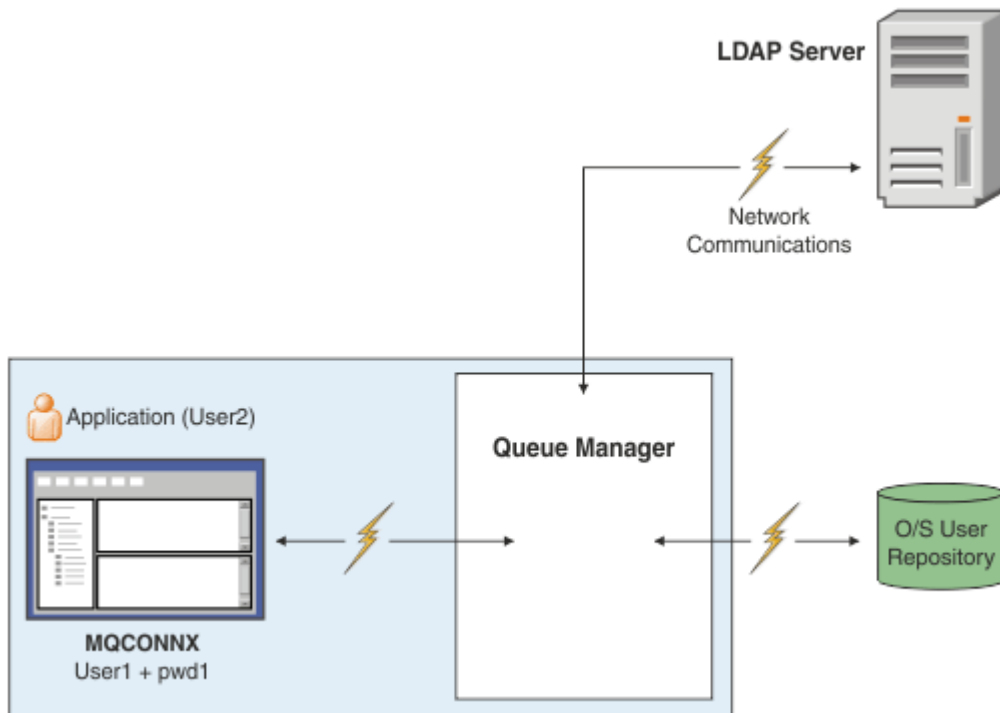 LDAP Server
Network
Communications
Application (User2)
Queue Manager
O/S User
Repository
MQCONNX
User1 + pwd1